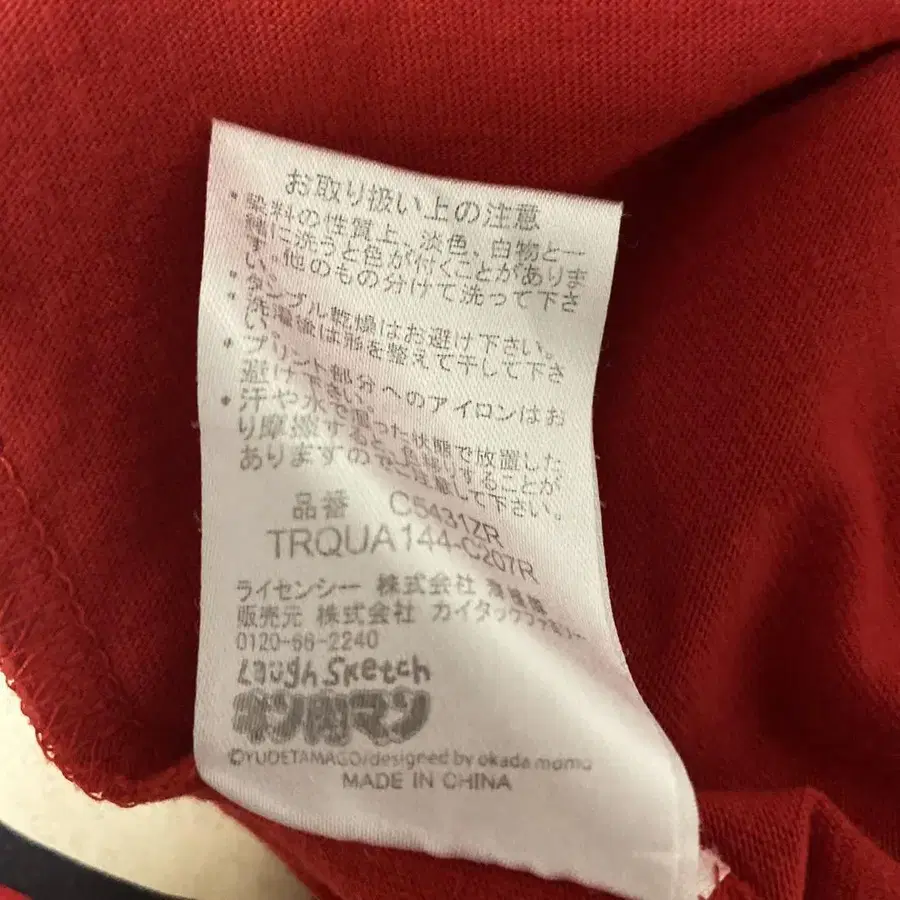 お取り扱い上の注意
・染料の性質上、淡色、白物と一
緒に洗うと色が付くことがありま
す。他のもの分けて洗って下さ
い。
・タンブル乾燥はお避け下さい。
洗濯後は形を整えて干して下さ
い。
・プリント部分へのアイロンはお
避け下さい。
・汗や水で湿った状態で放置した
り摩擦すると色移りすることが
ありますのでご注意して下さい。
品番 C5431ZR
TRQUA144-C207R
ライセンシー 株式会社
販売元 株式会社 カイタックファミリー
0120-66-2240
Laugh Sketch
キン肉マン
©YUDETAMAGO/designed by okada momo
MADE IN CHINA